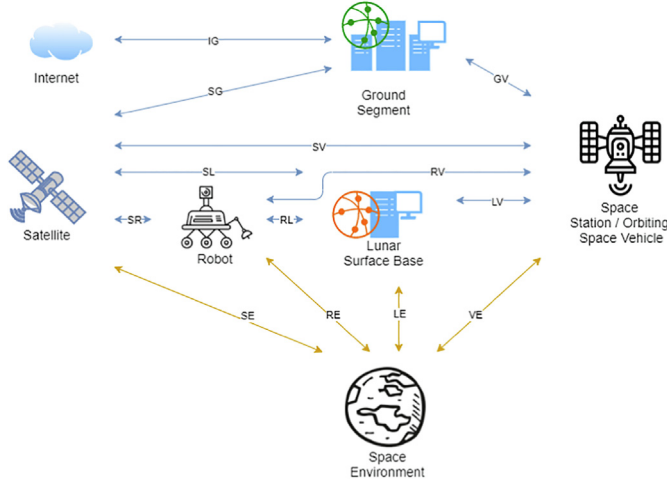 IG
Internet
SG
GV
Ground
Segment
SV
SL
RV
SR
RL
LV
Satellite
Robot
Lunar
Surface Base
Space
Station / Orbiting
Space Vehicle
SE
RE
LE
VE
Space
Environment